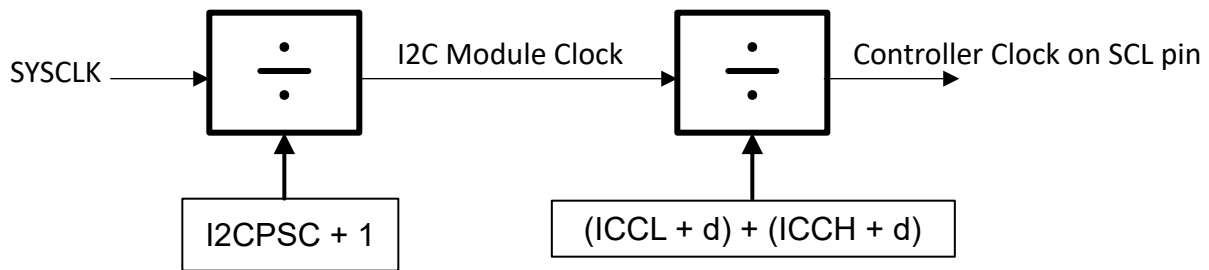 SYSCLK
I2C Module Clock
Controller Clock on SCL pin
I2CPSC + 1
(ICCL + d) + (ICCH + d)